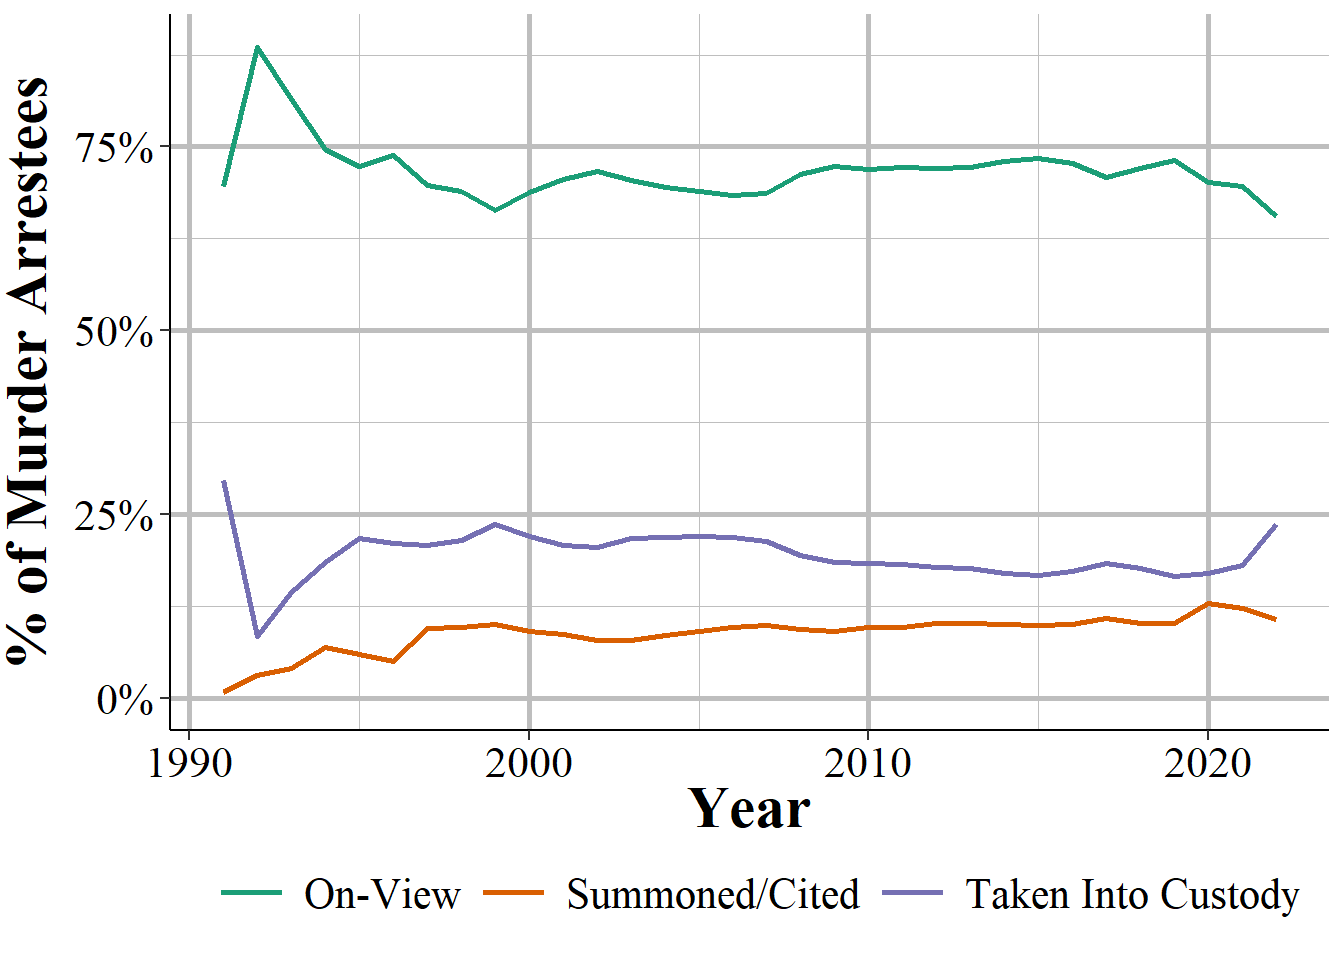 % of Murder Arrestees
75%
50%
25%
0%
1990 2000 2010 2020
Year
On-View Summoned/Cited Taken Into Custody